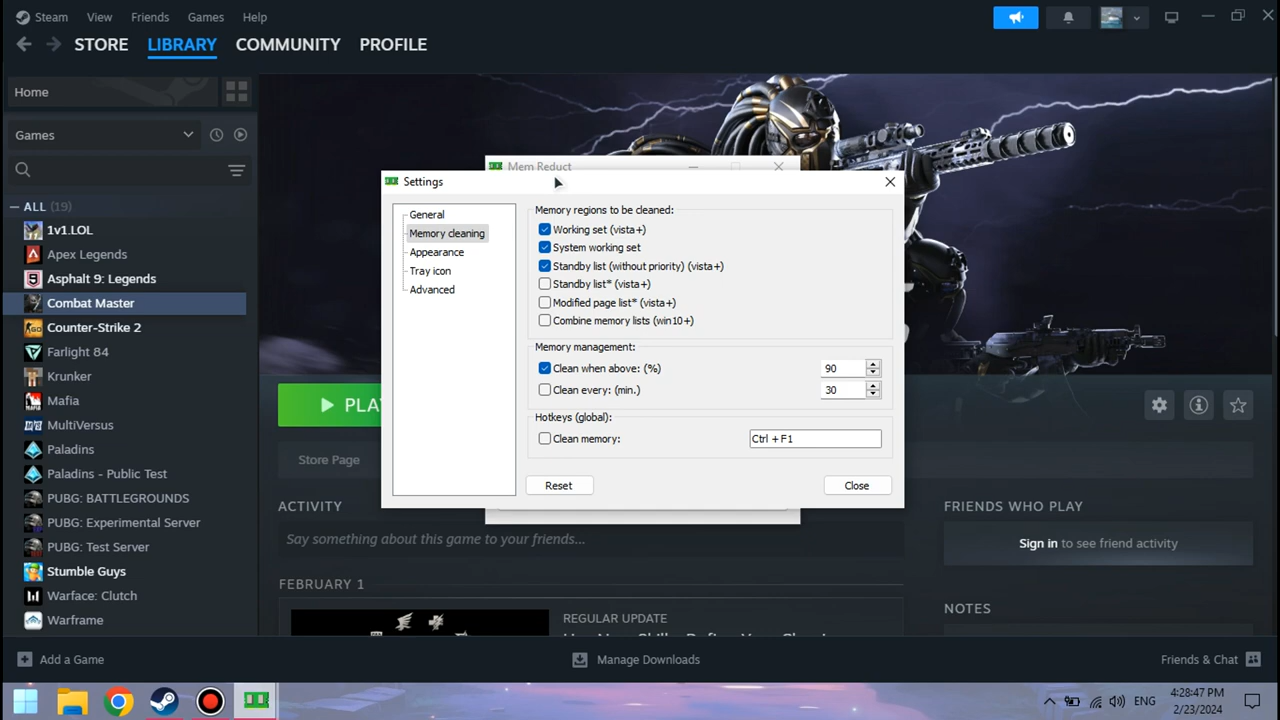 Steam View Friends Games Help
STORE LIBRARY COMMUNITY PROFILE
Home
Games
ALL (19)
1v1.LOL
Apex Legends
Asphalt 9: Legends
Combat Master
Counter-Strike 2
Farlight 84
Krunker
Mafia
MultiVersus
Paladins
Paladins - Public Test
PUBG: BATTLEGROUNDS
PUBG: Experimental Server
PUBG: Test Server
Stumble Guys
Warface: Clutch
Warframe
Mem Reduct
Settings
General
Memory cleaning
Appearance
Tray icon
Advanced
Memory regions to be cleaned:
Working set (vista+)
System working set
Standby list (without priority) (vista+)
Standby list* (vista+)
Modified page list* (vista+)
Combine memory lists (win10+)
Memory management:
Clean when above: (%) 90
Clean every: (min.) 30
Hotkeys (global):
Clean memory: Ctrl + F1
Reset Close
Store Page
ACTIVITY
Say something about this game to your friends...
FEBRUARY 1
REGULAR UPDATE
FRIENDS WHO PLAY
Sign in to see friend activity
NOTES
Add a Game
Manage Downloads
Friends & Chat
ENG
4:28:47 PM
2/23/2024